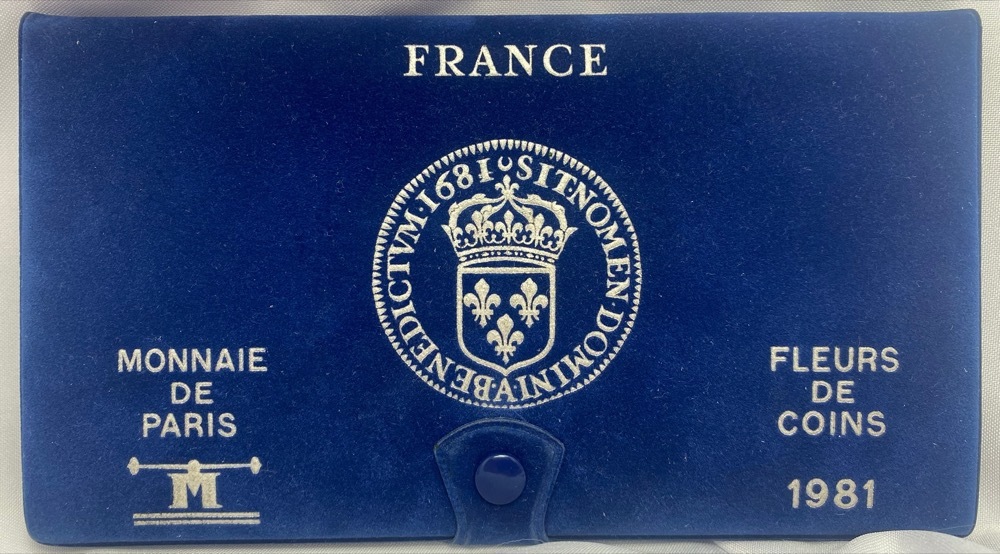 FRANCE
1681 SIT·NOMEN·DOMINI·A·BENEDICTVM·
MONNAIE
DE
PARIS
M
FLEURS
DE
COINS
1981